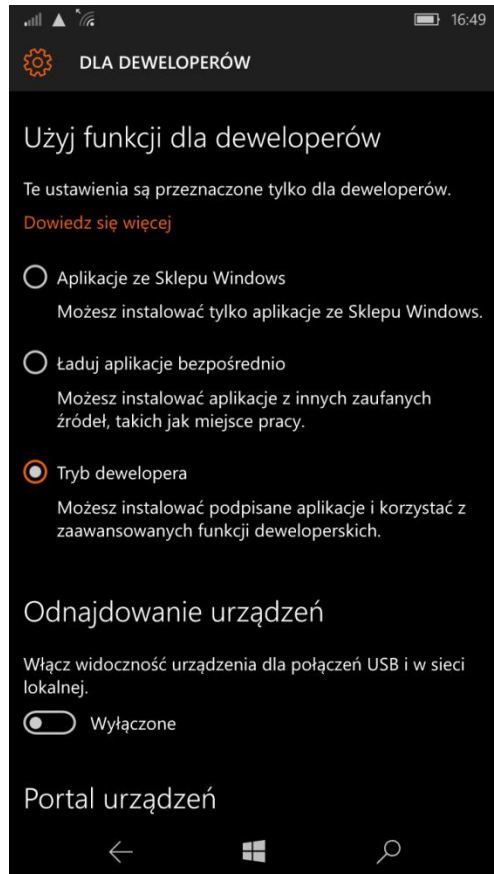 16:49
DLA DEWELOPERÓW
Użyj funkcji dla deweloperów
Te ustawienia są przeznaczone tylko dla deweloperów.
Dowiedz się więcej
Aplikacje ze Sklepu Windows
Możesz instalować tylko aplikacje ze Sklepu Windows.
Ładuj aplikacje bezpośrednio
Możesz instalować aplikacje z innych zaufanych
źródeł, takich jak miejsce pracy.
Tryb dewelopera
Możesz instalować podpisane aplikacje i korzystać z
zaawansowanych funkcji deweloperskich.
Odnajdowanie urządzeń
Włącz widoczność urządzenia dla połączeń USB i w sieci
lokalnej.
Wyłączone
Portal urządzeń